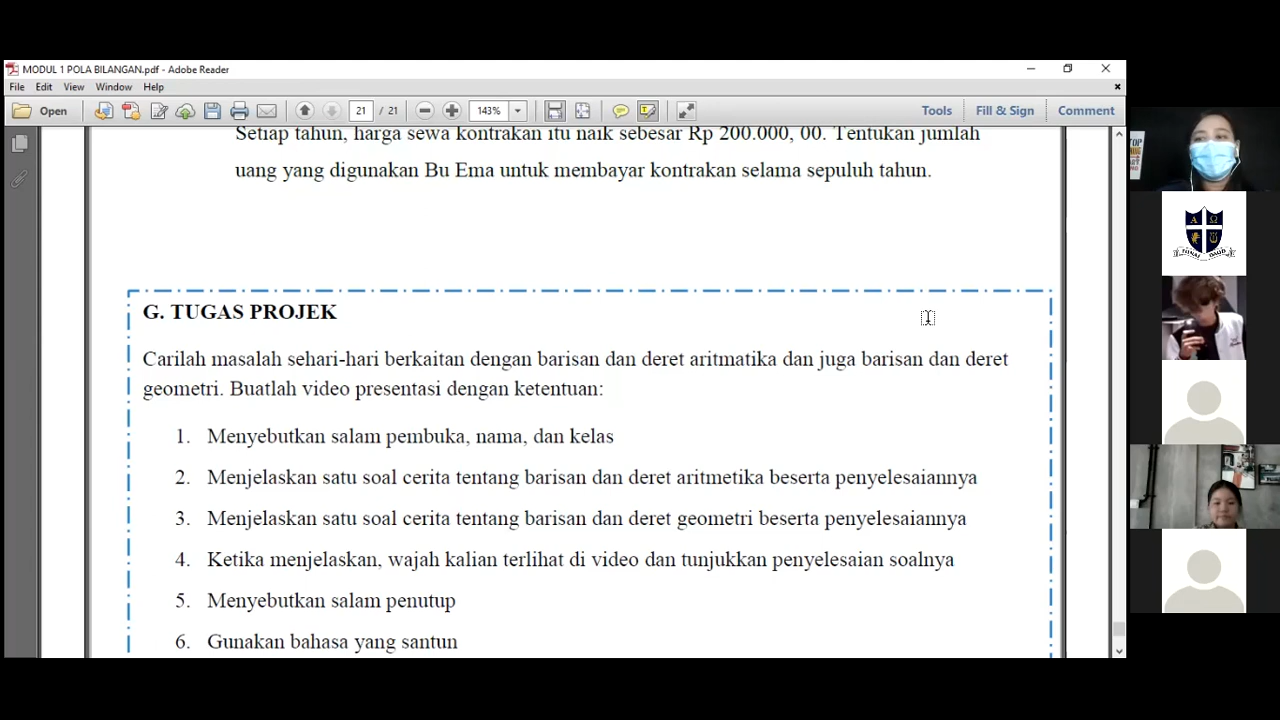 MODUL 1 POLA BILANGAN.pdf - Adobe Reader
File Edit View Window Help
Open 21 / 21 143% Tools Fill & Sign Comment
Setiap tahun, harga sewa kontrakan itu naik sebesar Rp 200.000, 00. Tentukan jumlah
uang yang digunakan Bu Ema untuk membayar kontrakan selama sepuluh tahun.
G. TUGAS PROJEK
Carilah masalah sehari-hari berkaitan dengan barisan dan deret aritmatika dan juga barisan dan deret
geometri. Buatlah video presentasi dengan ketentuan:
1. Menyebutkan salam pembuka, nama, dan kelas
2. Menjelaskan satu soal cerita tentang barisan dan deret aritmetika beserta penyelesaiannya
3. Menjelaskan satu soal cerita tentang barisan dan deret geometri beserta penyelesaiannya
4. Ketika menjelaskan, wajah kalian terlihat di video dan tunjukkan penyelesaian soalnya
5. Menyebutkan salam penutup
6. Gunakan bahasa yang santun
Α Ω